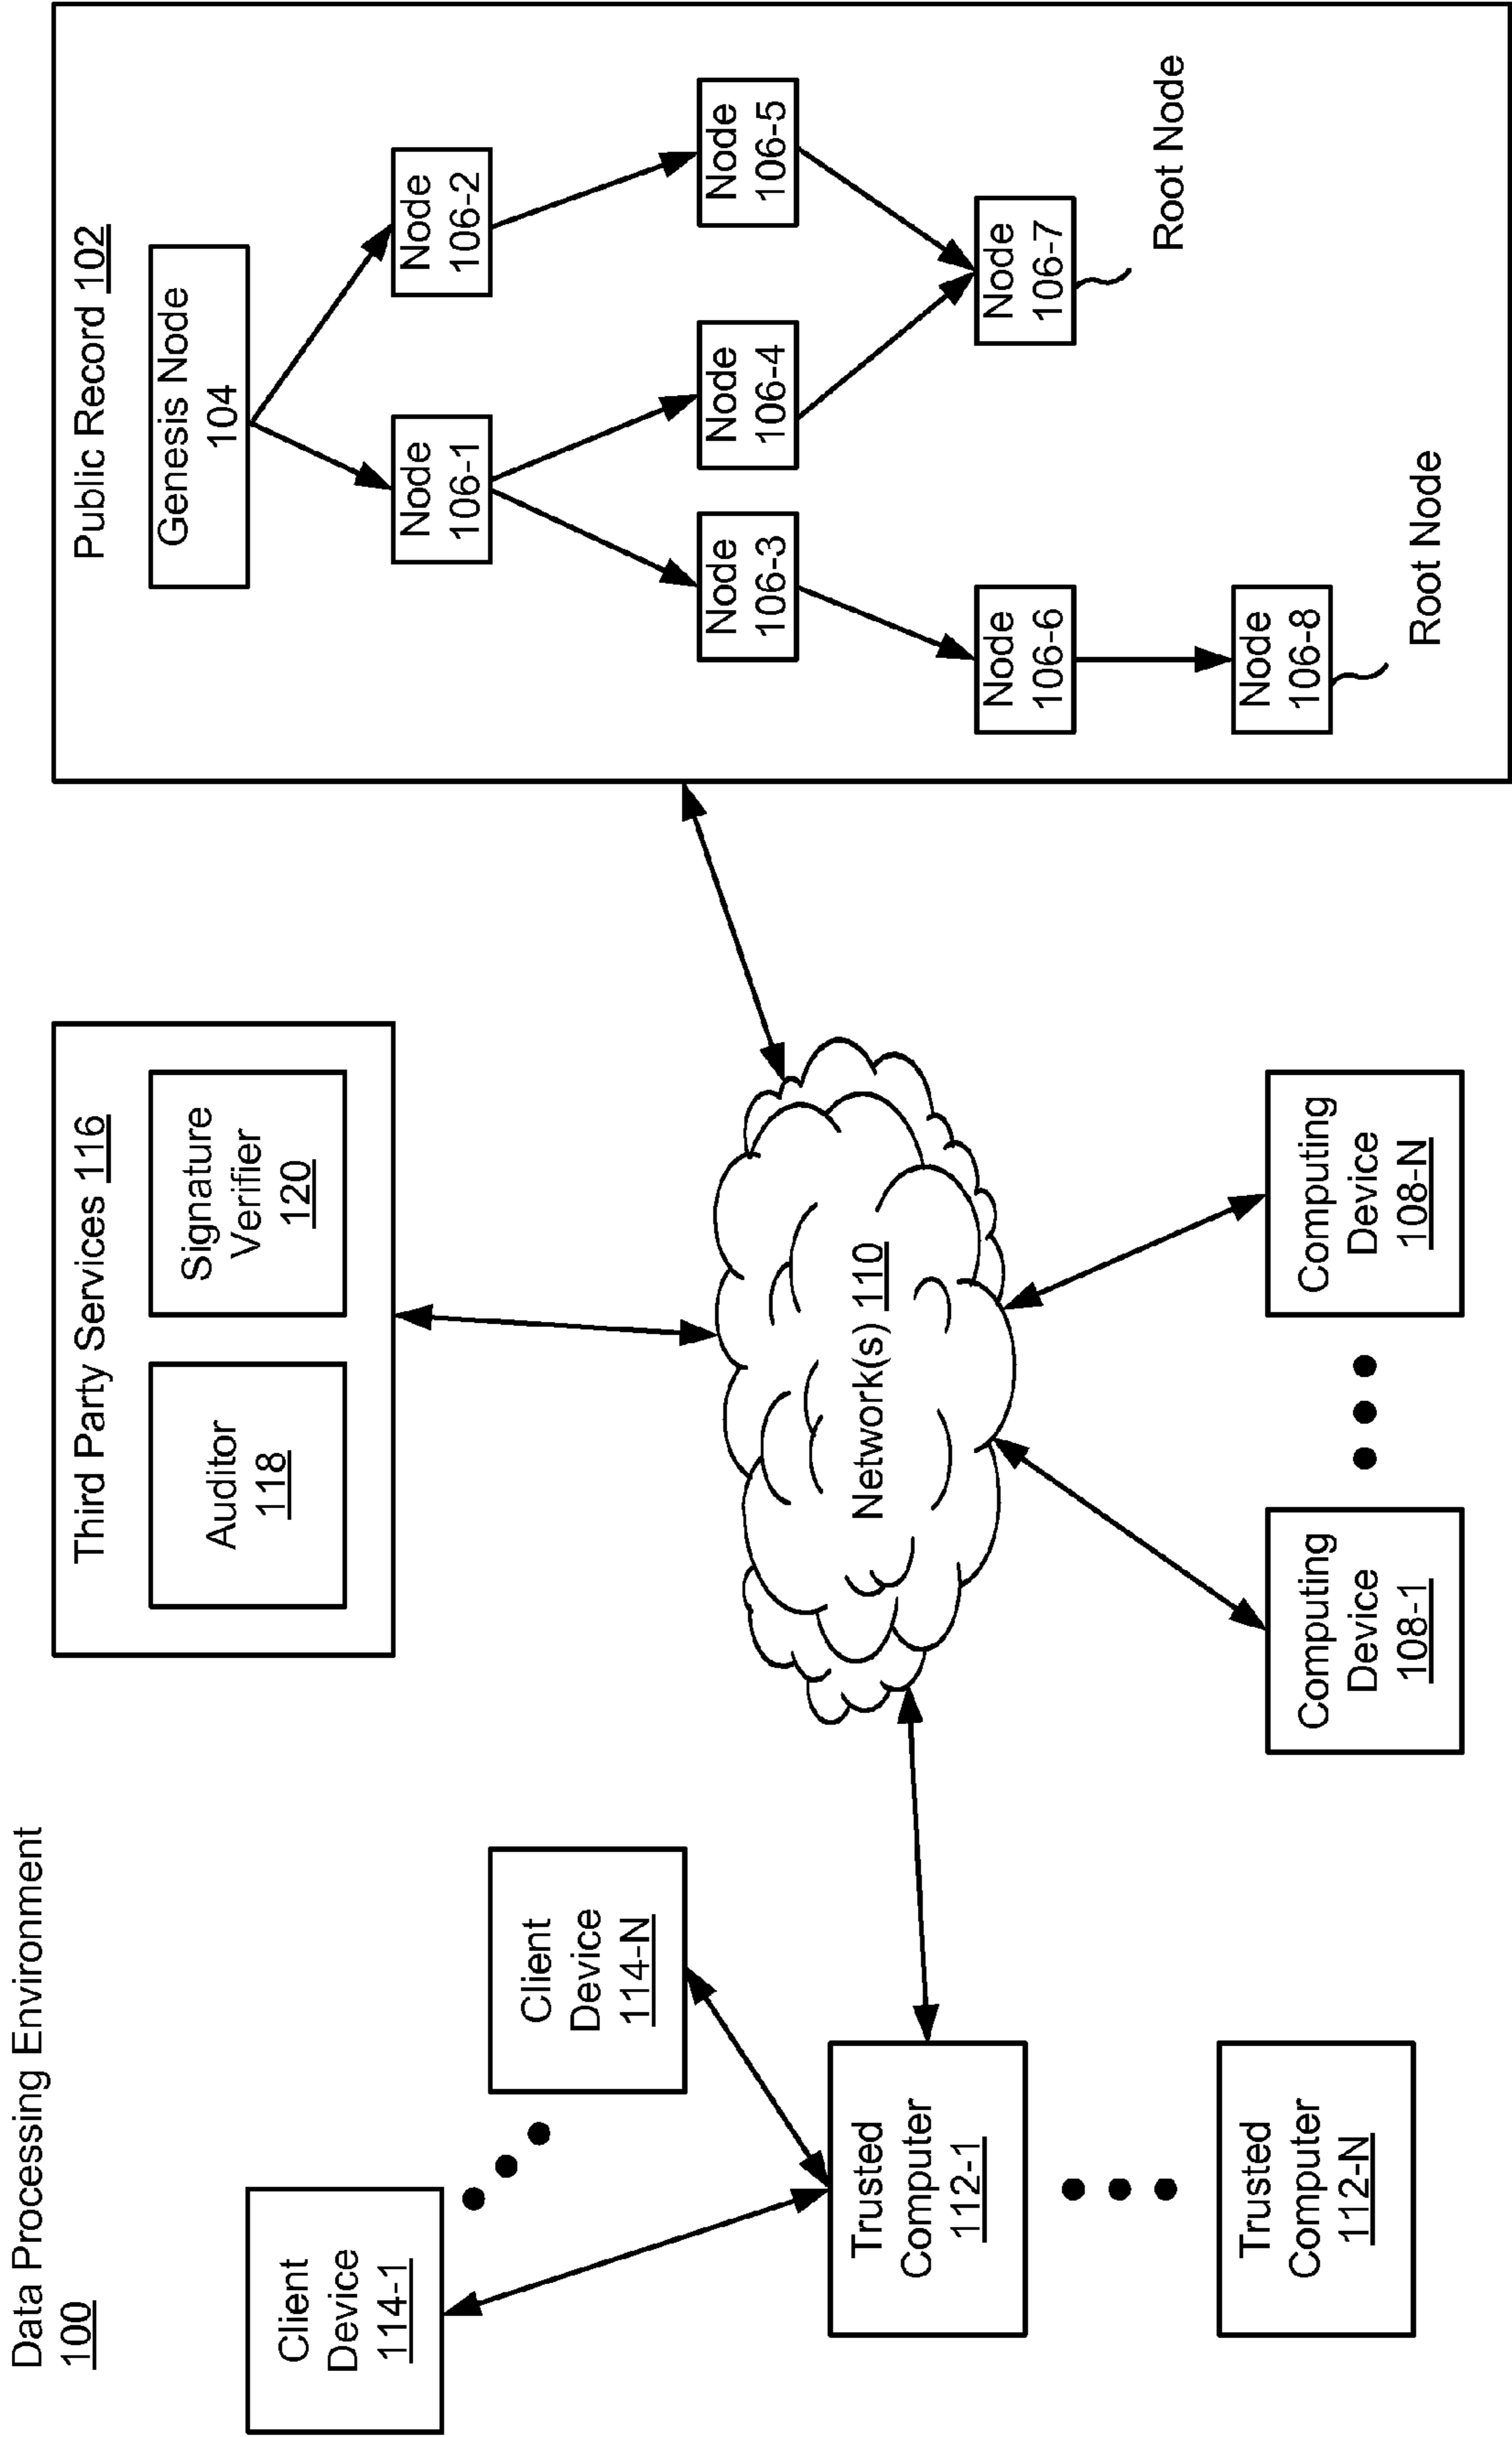 Data Processing Environment
100
Client
Device
114-1
Client
Device
114-N
Trusted
Computer
112-1
Trusted
Computer
112-N
Third Party Services 116
Auditor
118
Signature
Verifier
120
Network(s) 110
Computing
Device
108-1
Computing
Device
108-N
Public Record 102
Genesis Node
104
Node
106-1
Node
106-2
Node
106-3
Node
106-4
Node
106-5
Node
106-6
Node
106-7
Root Node
Node
106-8
Root Node